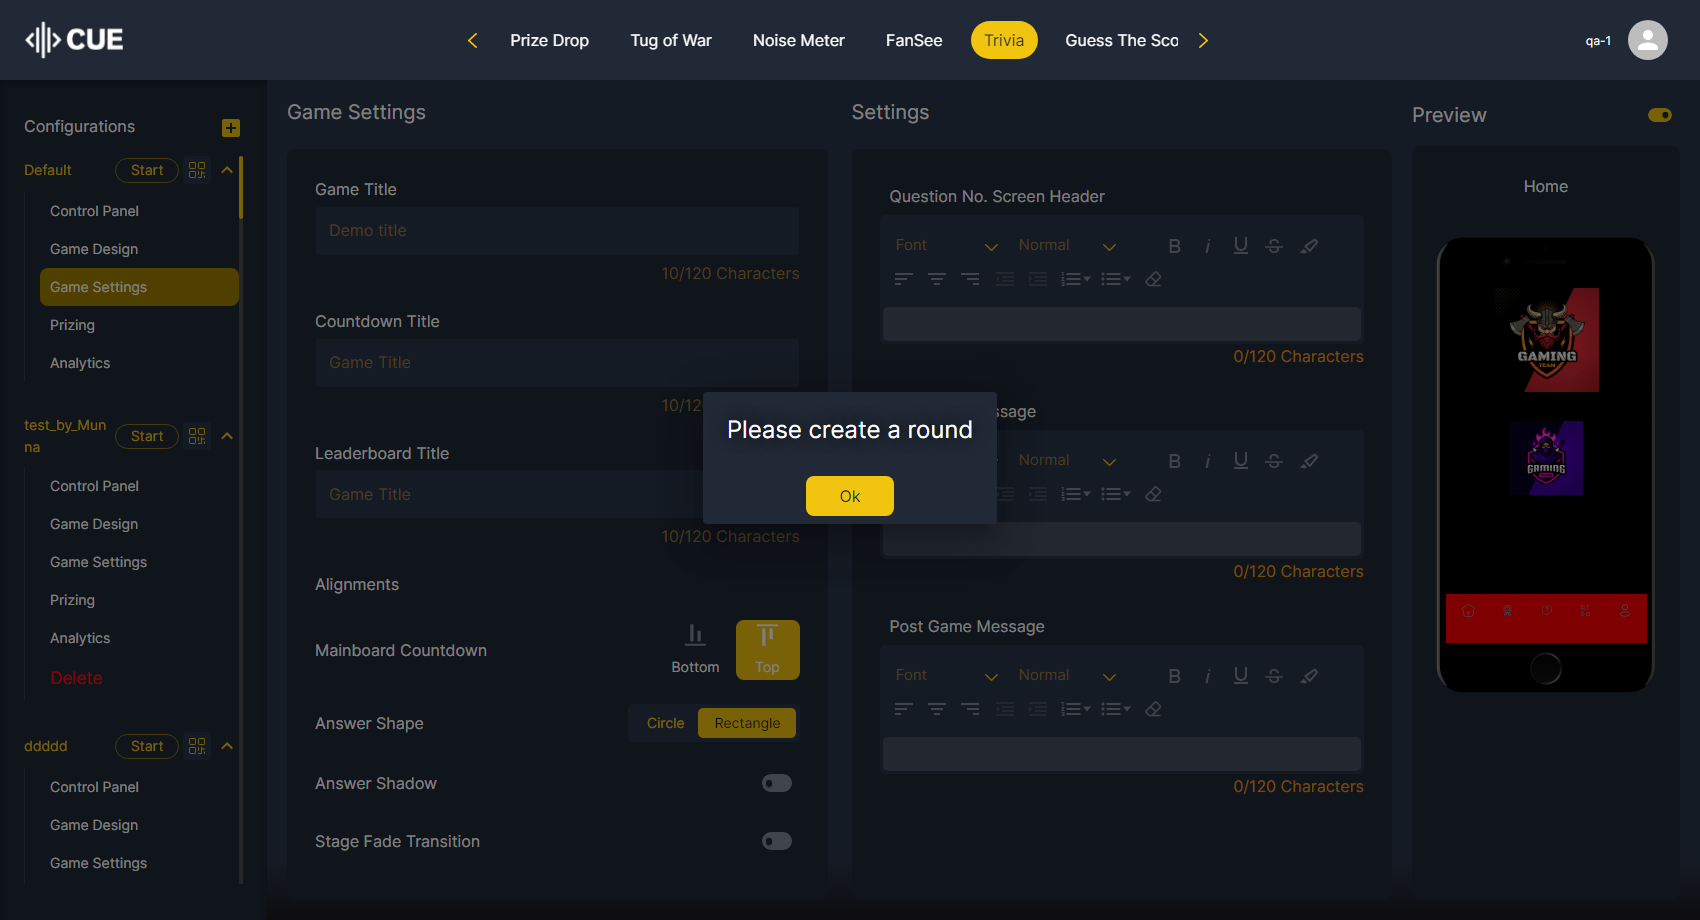 CUE
Prize Drop
Tug of War
Noise Meter
FanSee
Trivia
Guess The Sco
qa-1
Configurations
Default
Start
Control Panel
Game Design
Game Settings
Prizing
Analytics
test_by_Mun
na
Start
Control Panel
Game Design
Game Settings
Prizing
Analytics
Delete
ddddd
Start
Control Panel
Game Design
Game Settings
Game Settings
Game Title
Demo title
10/120 Characters
Countdown Title
Game Title
10/12
Leaderboard Title
Game Title
10/120 Characters
Alignments
Mainboard Countdown
Bottom
Top
Answer Shape
Circle
Rectangle
Answer Shadow
Stage Fade Transition
Please create a round
Ok
Settings
Question No. Screen Header
Font
Normal
B i U S
0/120 Characters
ssage
Normal
B i U S
0/120 Characters
Post Game Message
Font
Normal
B i U S
0/120 Characters
Preview
Home
GAMING
TEAM
GAMING